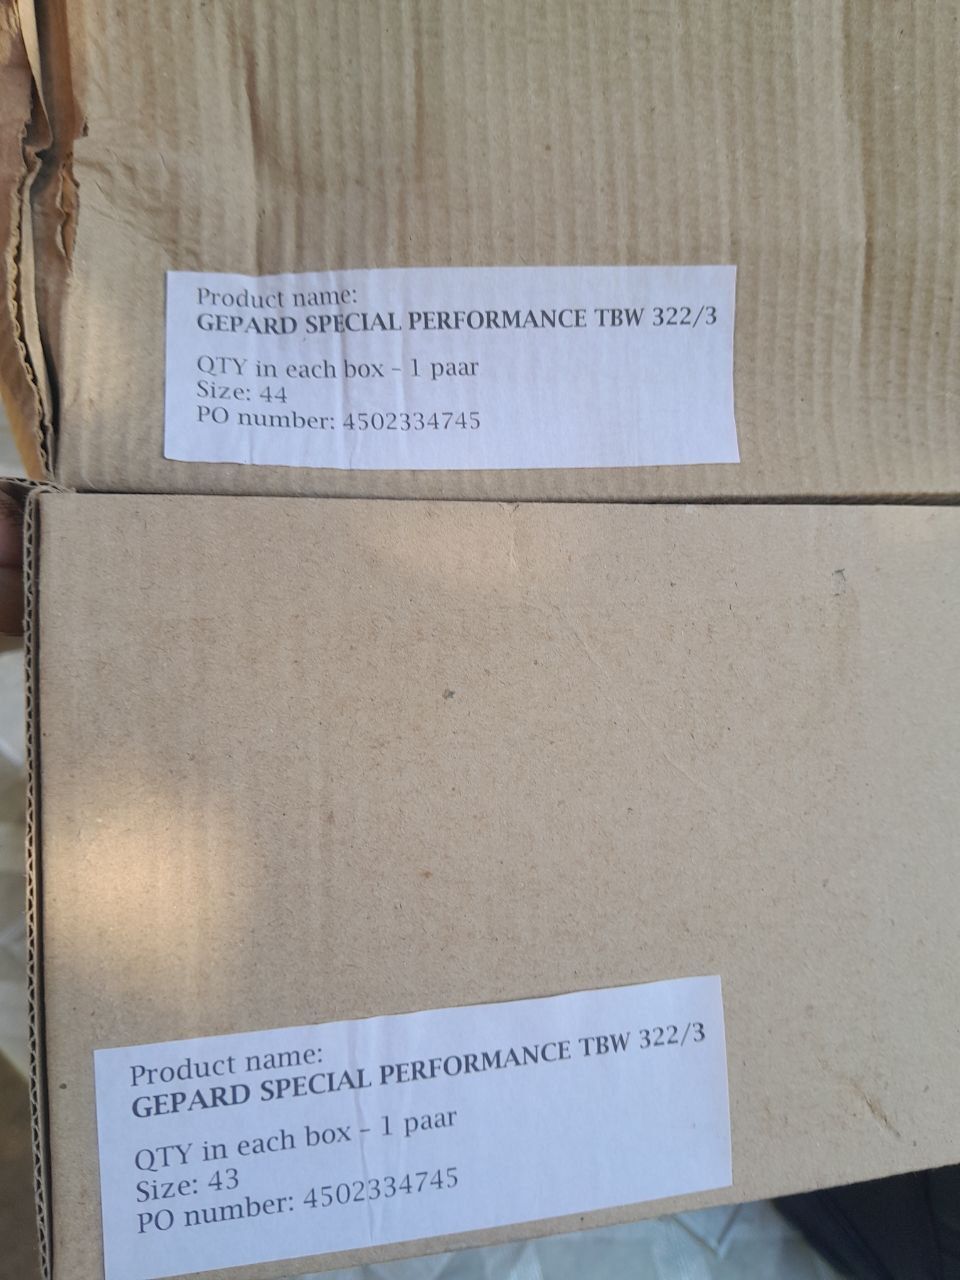 Product name:
GEPARD SPECIAL PERFORMANCE TBW 322/3
QTY in each box – 1 paar
Size: 44
PO number: 4502334745
Product name:
GEPARD SPECIAL PERFORMANCE TBW 322/3
QTY in each box – 1 paar
Size: 43
PO number: 4502334745